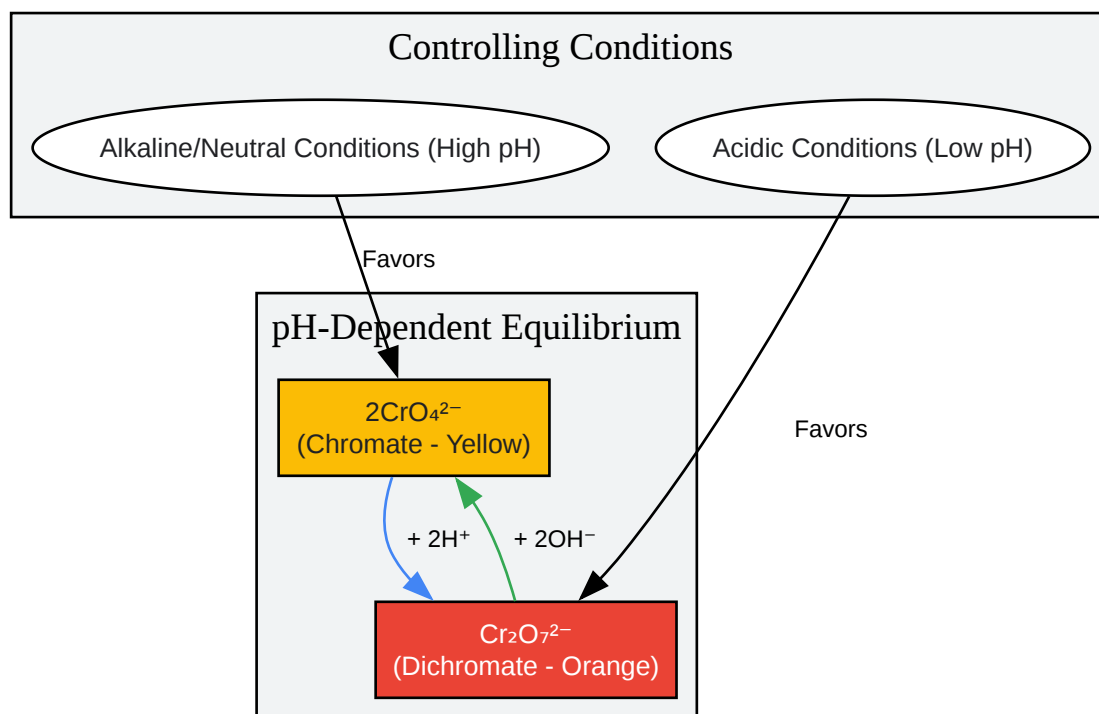 Controlling Conditions
Alkaline/Neutral Conditions (High pH)
Acidic Conditions (Low pH)
Favors
pH-Dependent Equilibrium
2CrO₄²⁻
(Chromate - Yellow)
Favors
+ 2H⁺
+ 2OH⁻
Cr₂O₇²⁻
(Dichromate - Orange)